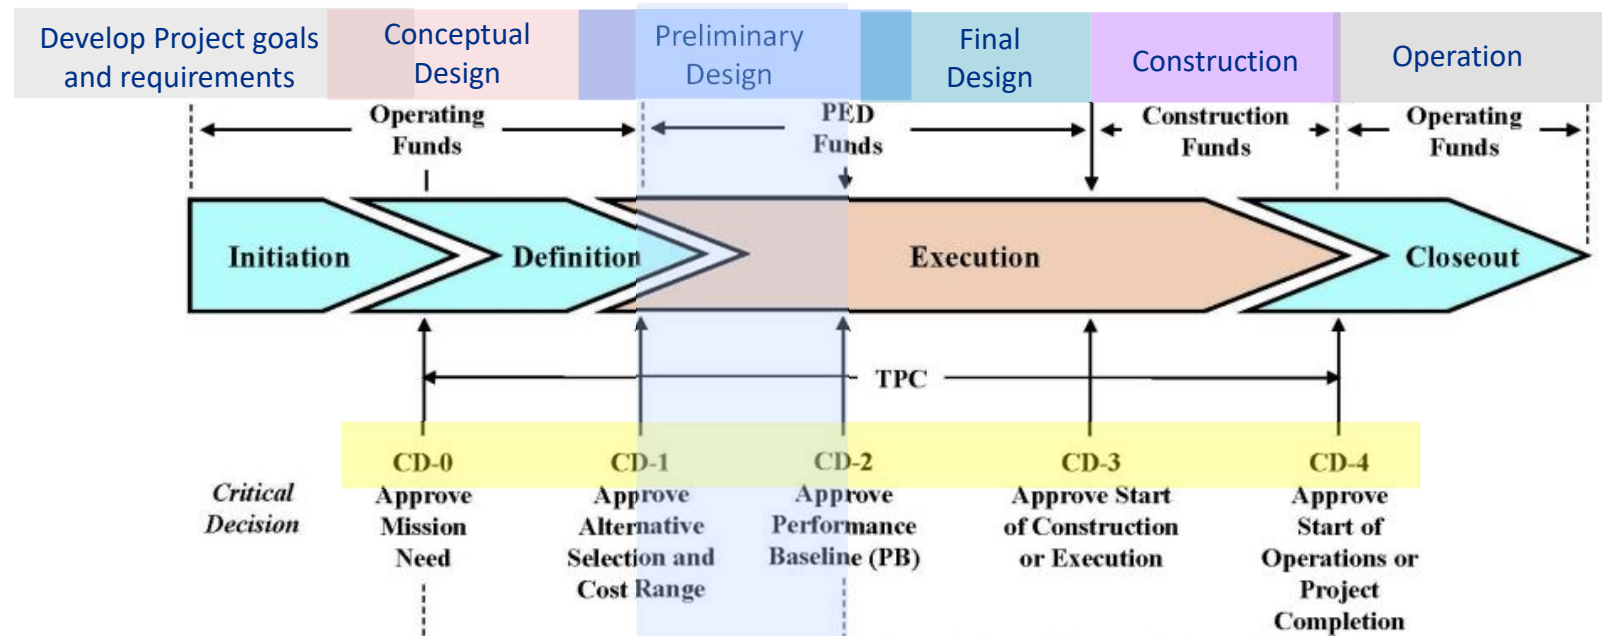 Develop Project goals
and requirements
Conceptual
Design
Preliminary
Design
Final
Design
Construction
Operation
Operating
Funds
PED
Funds
Construction
Funds
Operating
Funds
Initiation
Definition
Execution
Closeout
TPC
Critical
Decision
CD-0
Approve
Mission
Need
CD-1
Approve
Alternative
Selection and
Cost Range
CD-2
Approve
Performance
Baseline (PB)
CD-3
Approve Start
of Construction
or Execution
CD-4
Approve
Start of
Operations or
Project
Completion